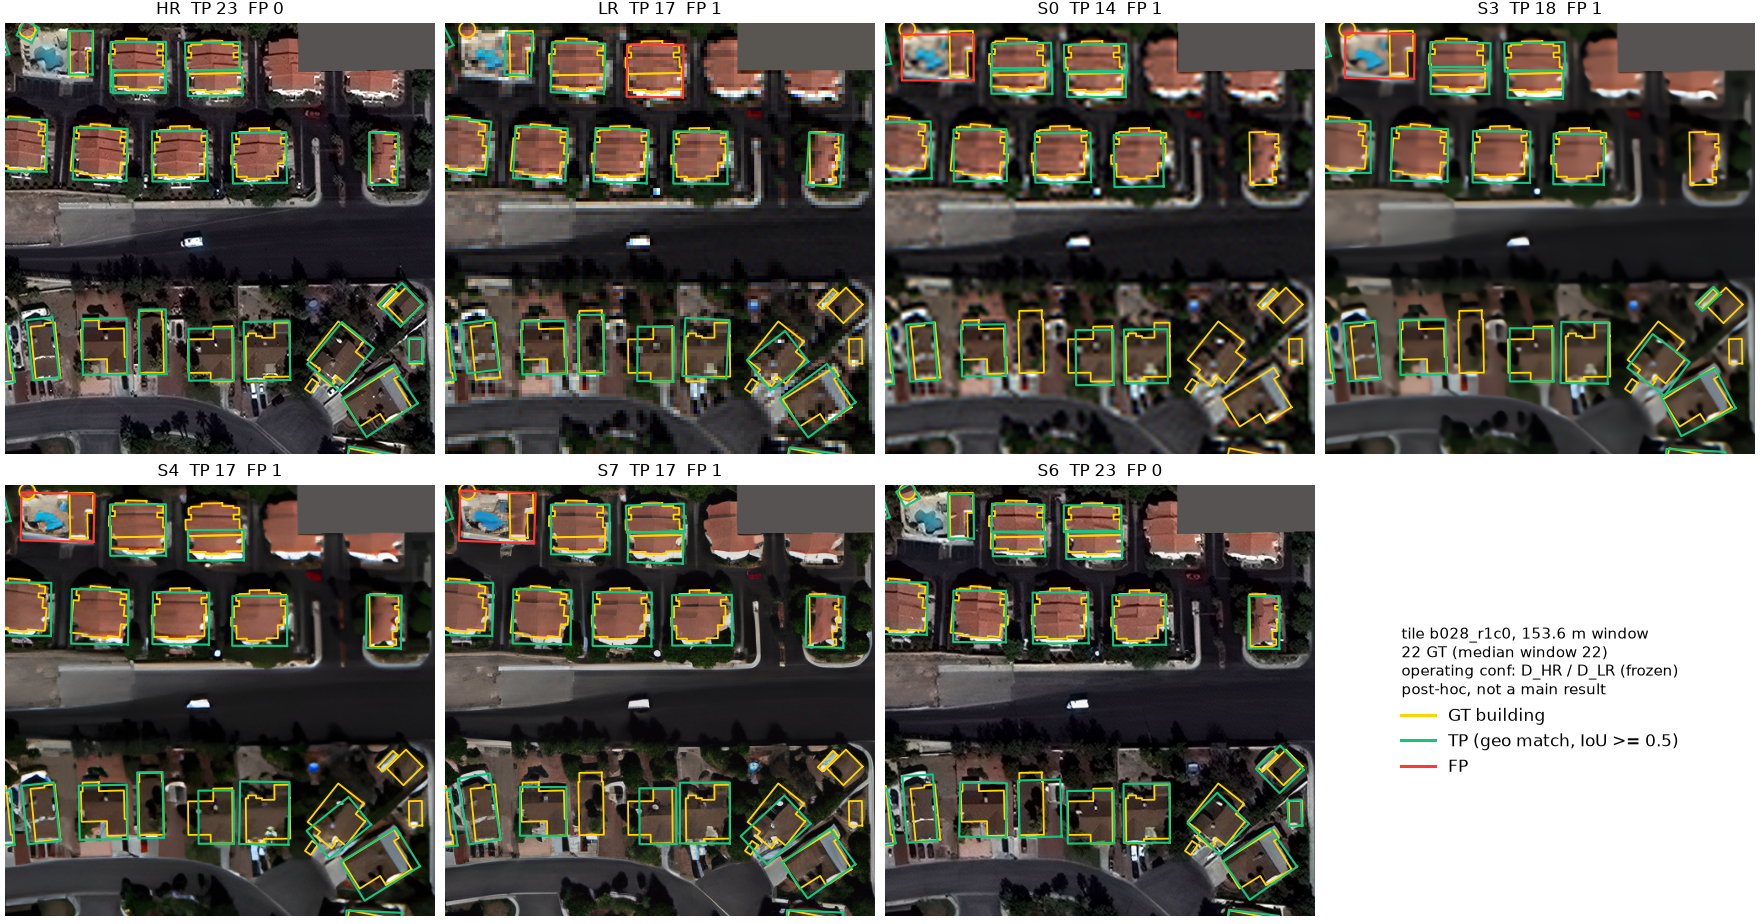 HR TP 23 FP 0
LR TP 17 FP 1
S0 TP 14 FP 1
S3 TP 18 FP 1
S4 TP 17 FP 1
S7 TP 17 FP 1
S6 TP 23 FP 0
tile b028_r1c0, 153.6 m window
22 GT (median window 22)
operating conf: D_HR / D_LR (frozen)
post-hoc, not a main result
GT building
TP (geo match, IoU >= 0.5)
FP